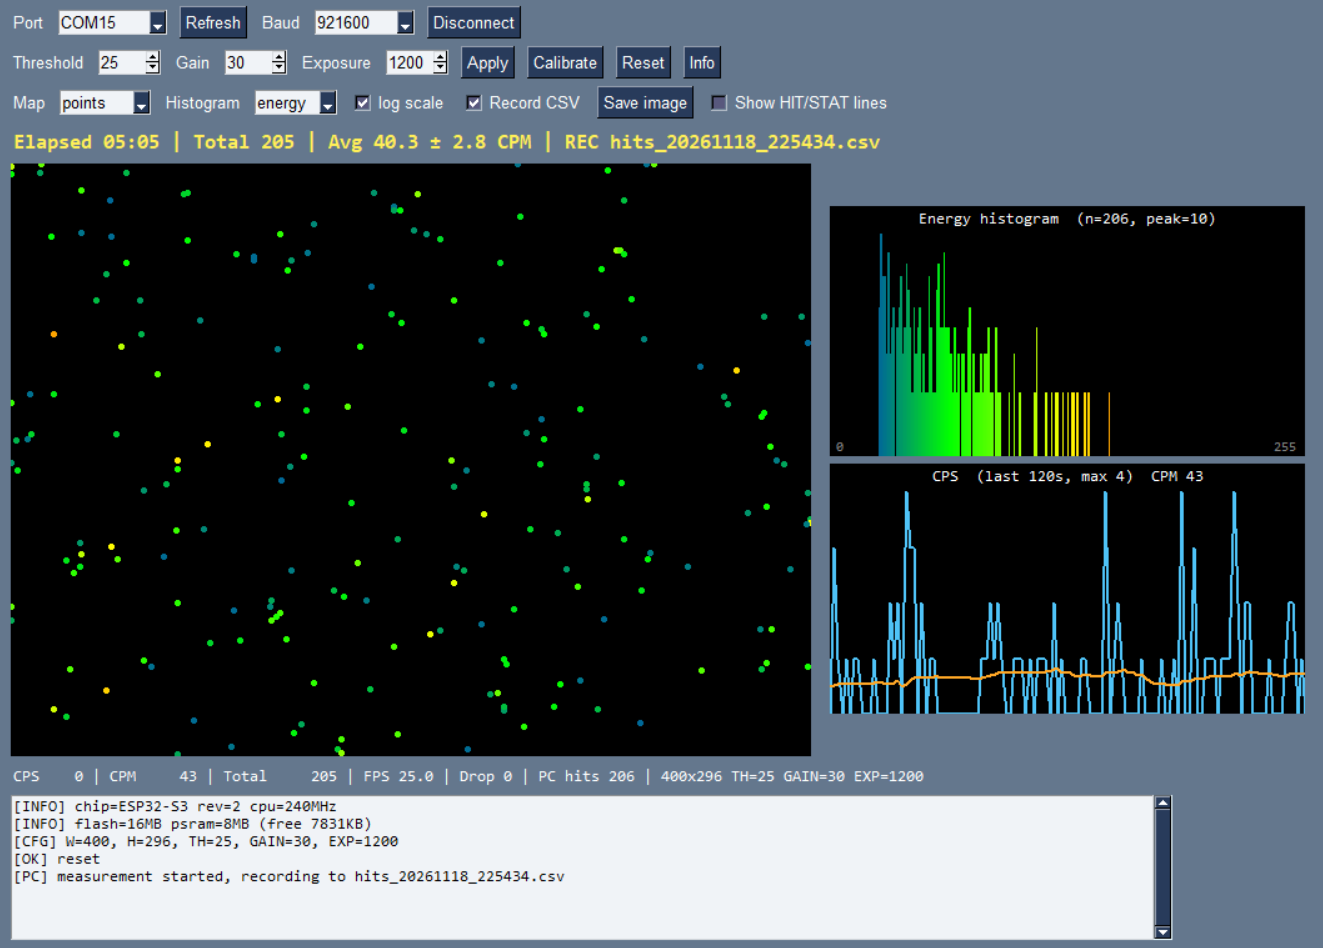 Port COM15 Refresh Baud 921600 Disconnect
Threshold 25 Gain 30 Exposure 1200 Apply Calibrate Reset Info
Map points Histogram energy log scale Record CSV Save image Show HIT/STAT lines
Elapsed 05:05 | Total 205 | Avg 40.3 ± 2.8 CPM | REC hits_20261118_225434.csv
Energy histogram (n=206, peak=10)
0 255
CPS (last 120s, max 4) CPM 43
CPS 0 | CPM 43 | Total 205 | FPS 25.0 | Drop 0 | PC hits 206 | 400x296 TH=25 GAIN=30 EXP=1200
[INFO] chip=ESP32-S3 rev=2 cpu=240MHz
[INFO] flash=16MB psram=8MB (free 7831KB)
[CFG] W=400, H=296, TH=25, GAIN=30, EXP=1200
[OK] reset
[PC] measurement started, recording to hits_20261118_225434.csv